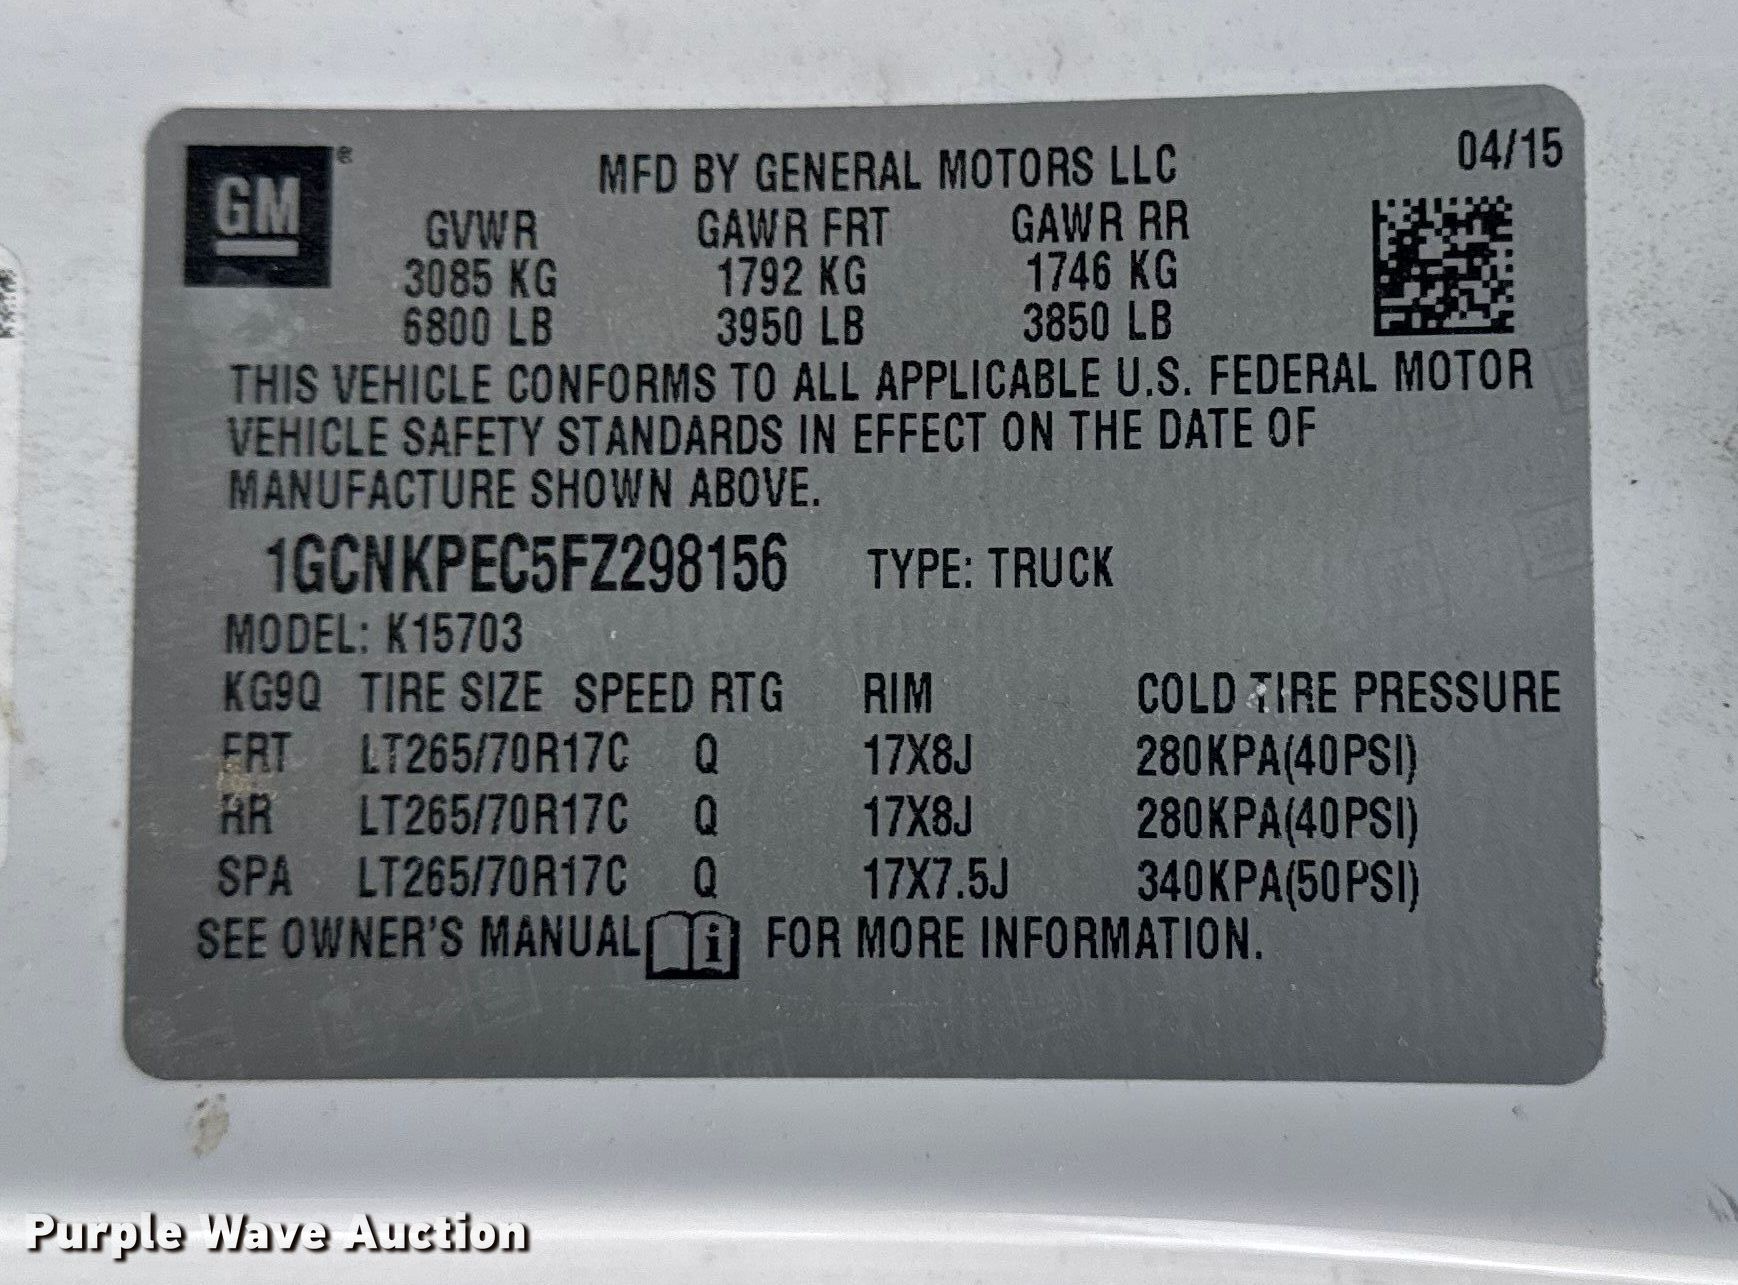 GM®
MFD BY GENERAL MOTORS LLC 04/15
GVWR GAWR FRT GAWR RR
3085 KG 1792 KG 1746 KG
6800 LB 3950 LB 3850 LB
THIS VEHICLE CONFORMS TO ALL APPLICABLE U.S. FEDERAL MOTOR
VEHICLE SAFETY STANDARDS IN EFFECT ON THE DATE OF
MANUFACTURE SHOWN ABOVE.
1GCNKPEC5FZ298156 TYPE: TRUCK
MODEL: K15703
KG9Q TIRE SIZE SPEED RTG RIM COLD TIRE PRESSURE
FRT LT265/70R17C Q 17X8J 280KPA(40PSI)
RR LT265/70R17C Q 17X8J 280KPA(40PSI)
SPA LT265/70R17C Q 17X7.5J 340KPA(50PSI)
SEE OWNER'S MANUAL i FOR MORE INFORMATION.
Purple Wave Auction